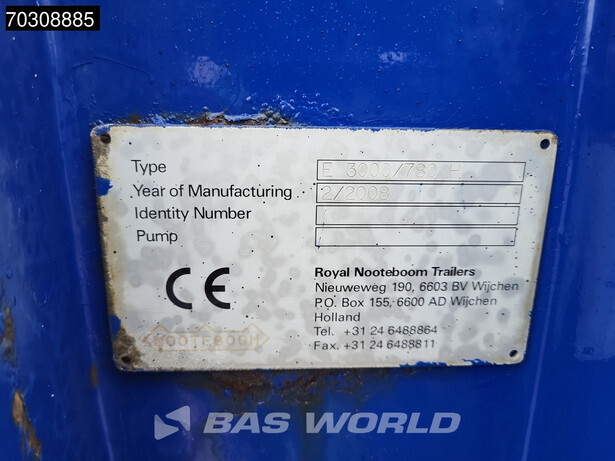 70308885
Type E 3000/780 H
Year of Manufacturing 2/2008
Identity Number
Pump
CE
Royal Nooteboom Trailers
Nieuweweg 190, 6603 BV Wijchen
P.O. Box 155, 6600 AD Wijchen
Holland
Tel. +31 24 6488864
Fax. +31 24 6488811
NOOTEBOOM
BAS WORLD